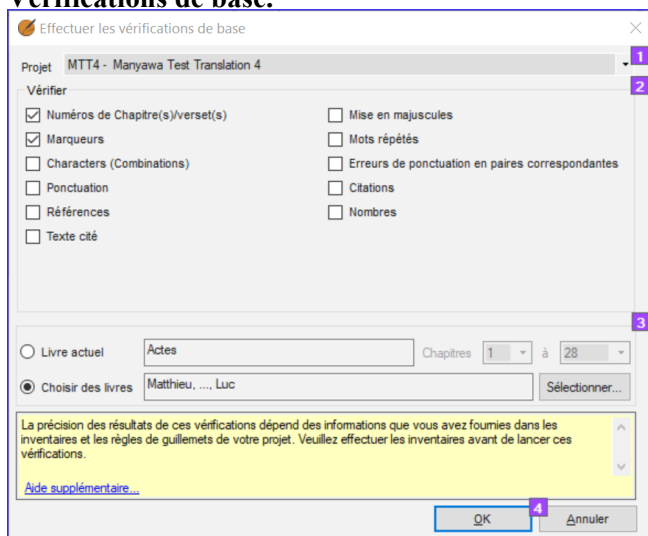 Vérifications de base.
Effectuer les vérifications de base
Projet MTT4 - Manyawa Test Translation 4
1
Vérifier
2
Numéros de Chapitre(s)/verset(s)
Mise en majuscules
Marqueurs
Mots répétés
Characters (Combinations)
Erreurs de ponctuation en paires correspondantes
Ponctuation
Citations
Références
Nombres
Texte cité
3
Livre actuel Actes Chapitres 1 à 28
Choisir des livres Matthieu, ..., Luc Sélectionner...
La précision des résultats de ces vérifications dépend des informations que vous avez fournies dans les
inventaires et les règles de guillemets de votre projet. Veuillez effectuer les inventaires avant de lancer ces
vérifications.
Aide supplémentaire...
4
OK Annuler